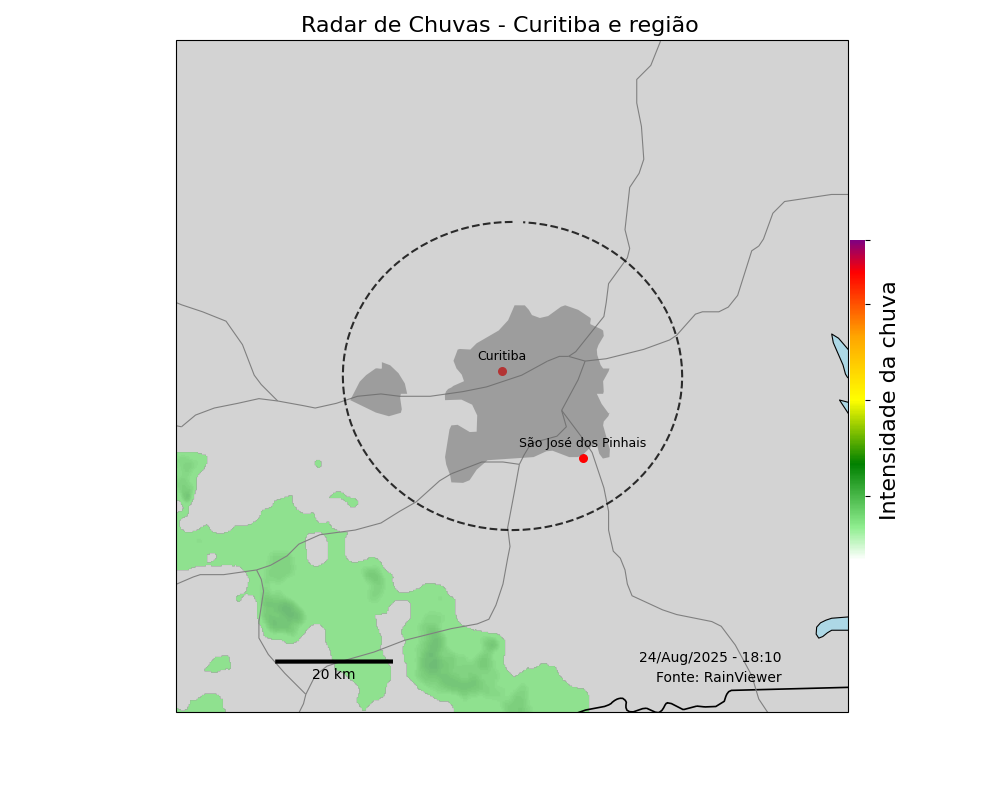 Radar de Chuvas - Curitiba e região
Curitiba
São José dos Pinhais
Intensidade da chuva
24/Aug/2025 - 18:10
20 km
Fonte: RainViewer